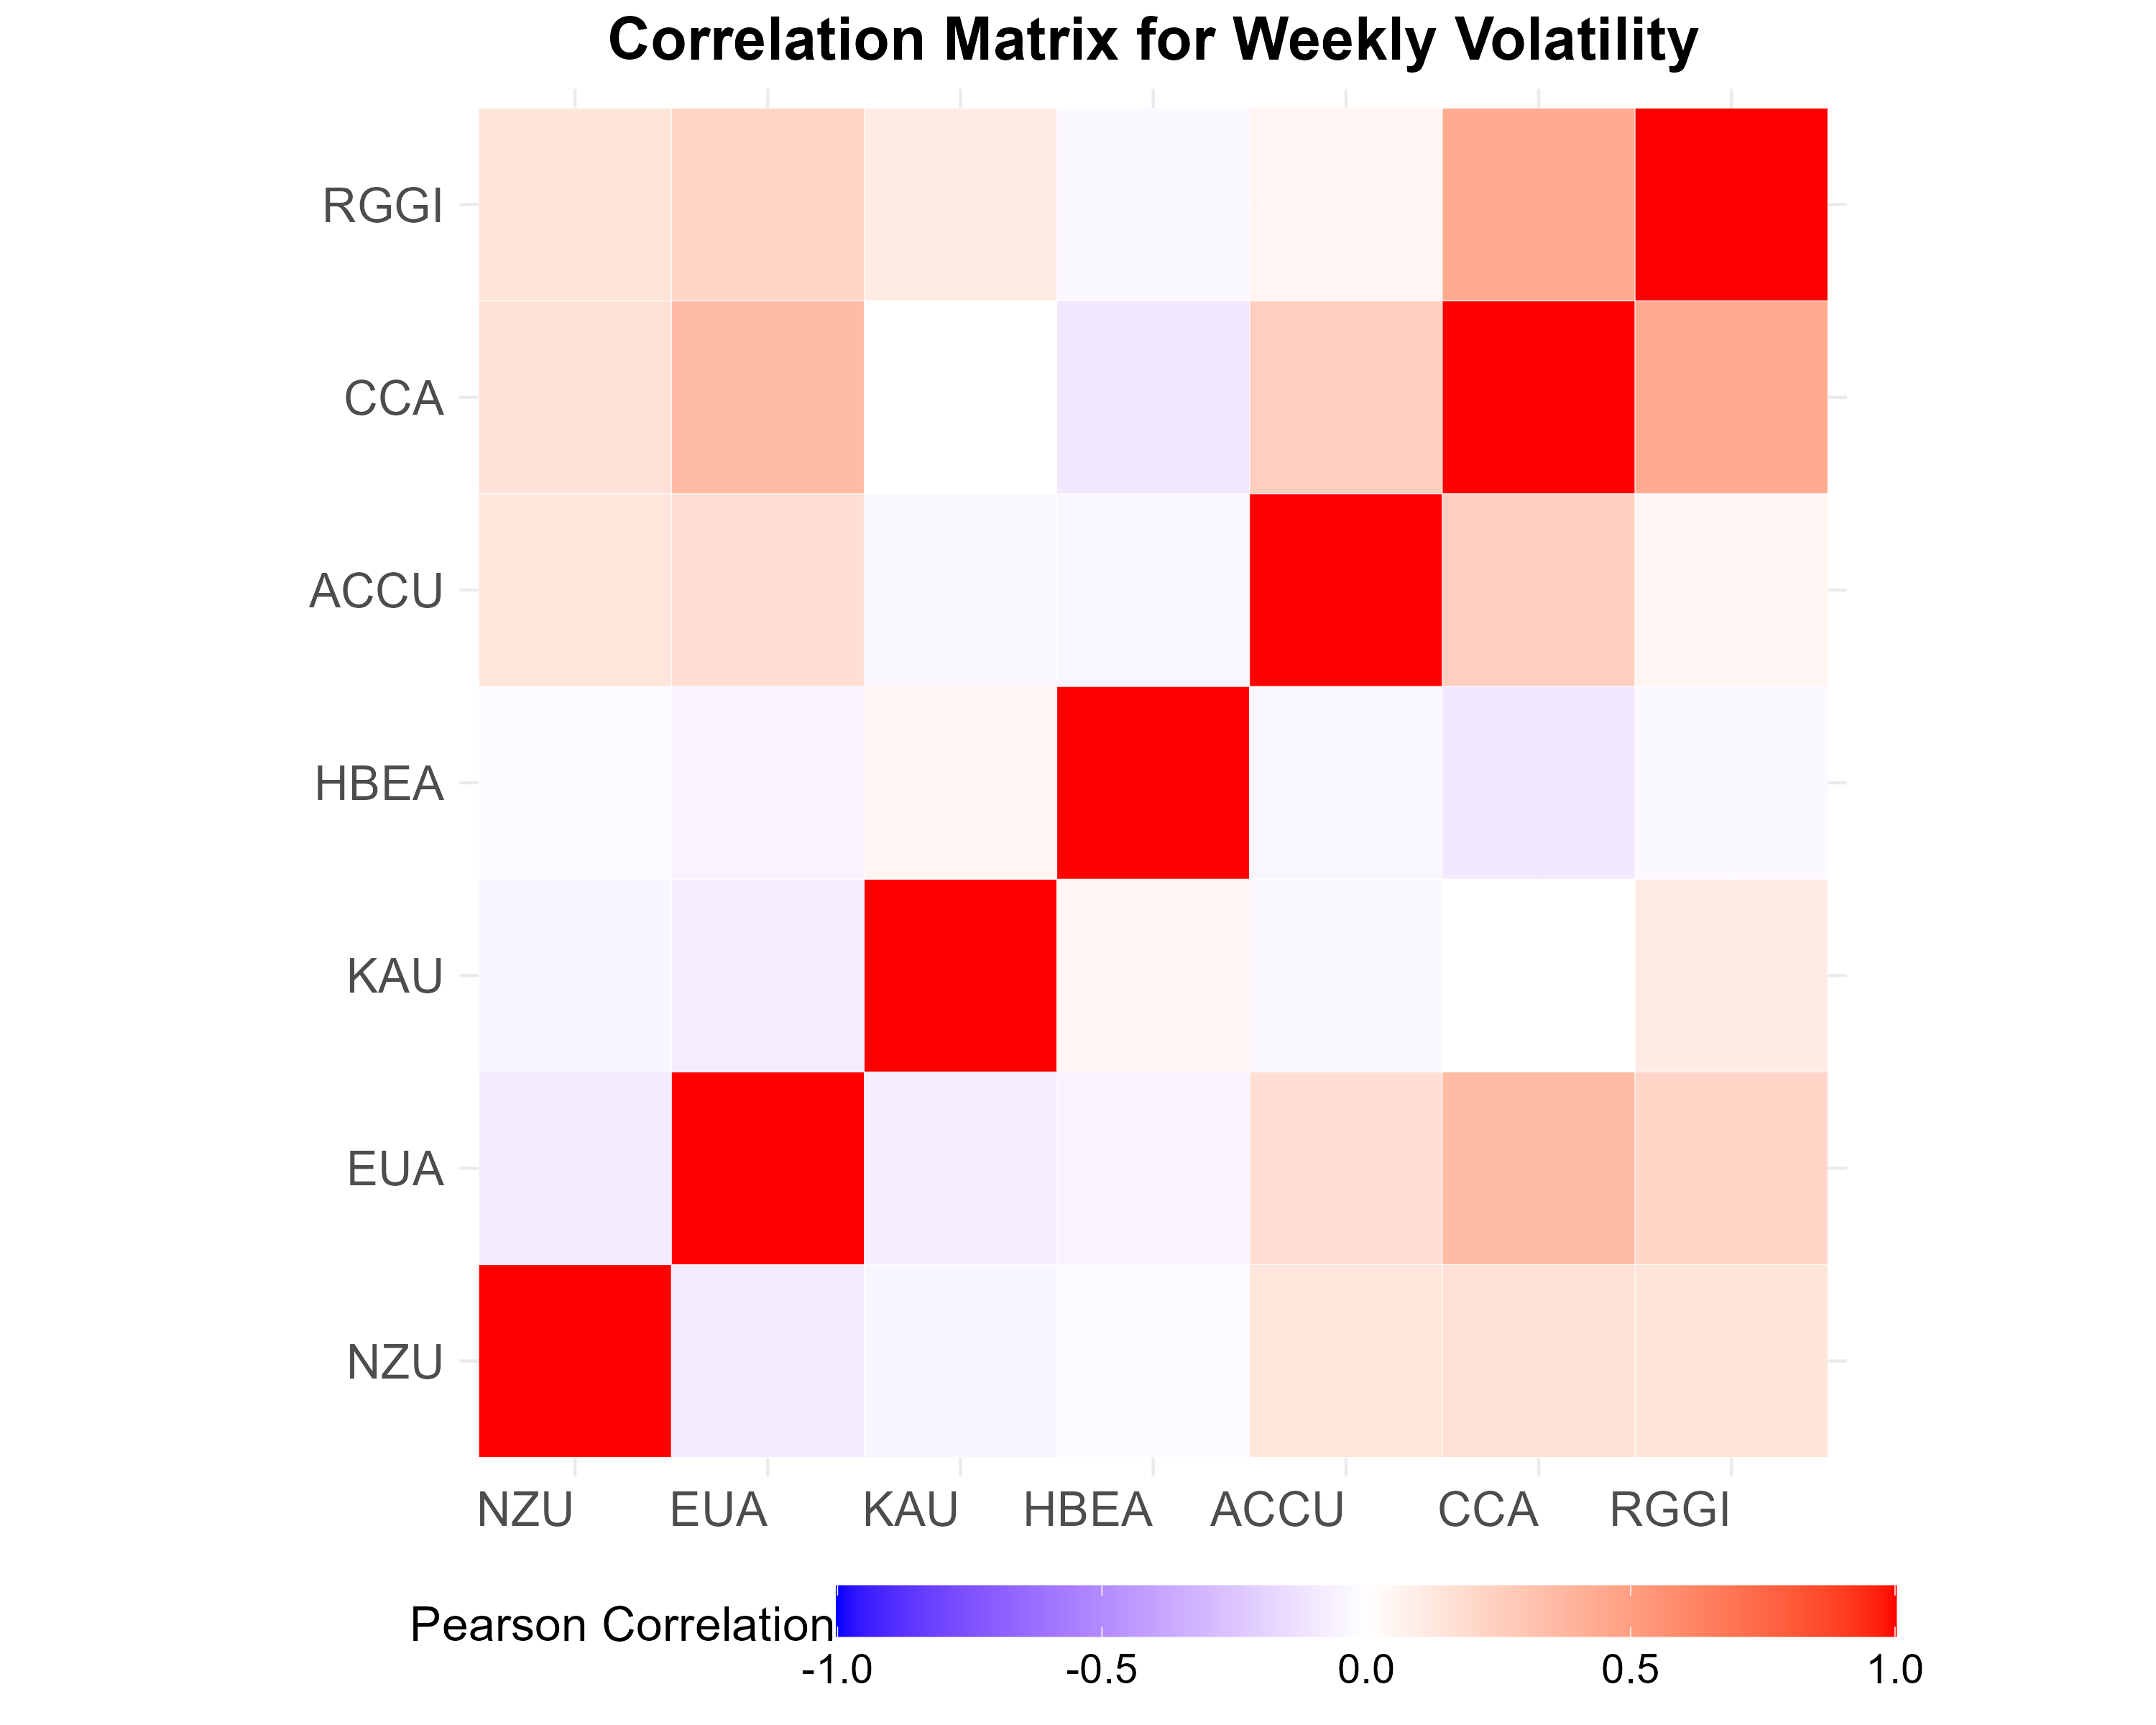 Correlation Matrix for Weekly Volatility
RGGI
CCA
ACCU
HBEA
KAU
EUA
NZU
NZU EUA KAU HBEA ACCU CCA RGGI
Pearson Correlation
-1.0 -0.5 0.0 0.5 1.0